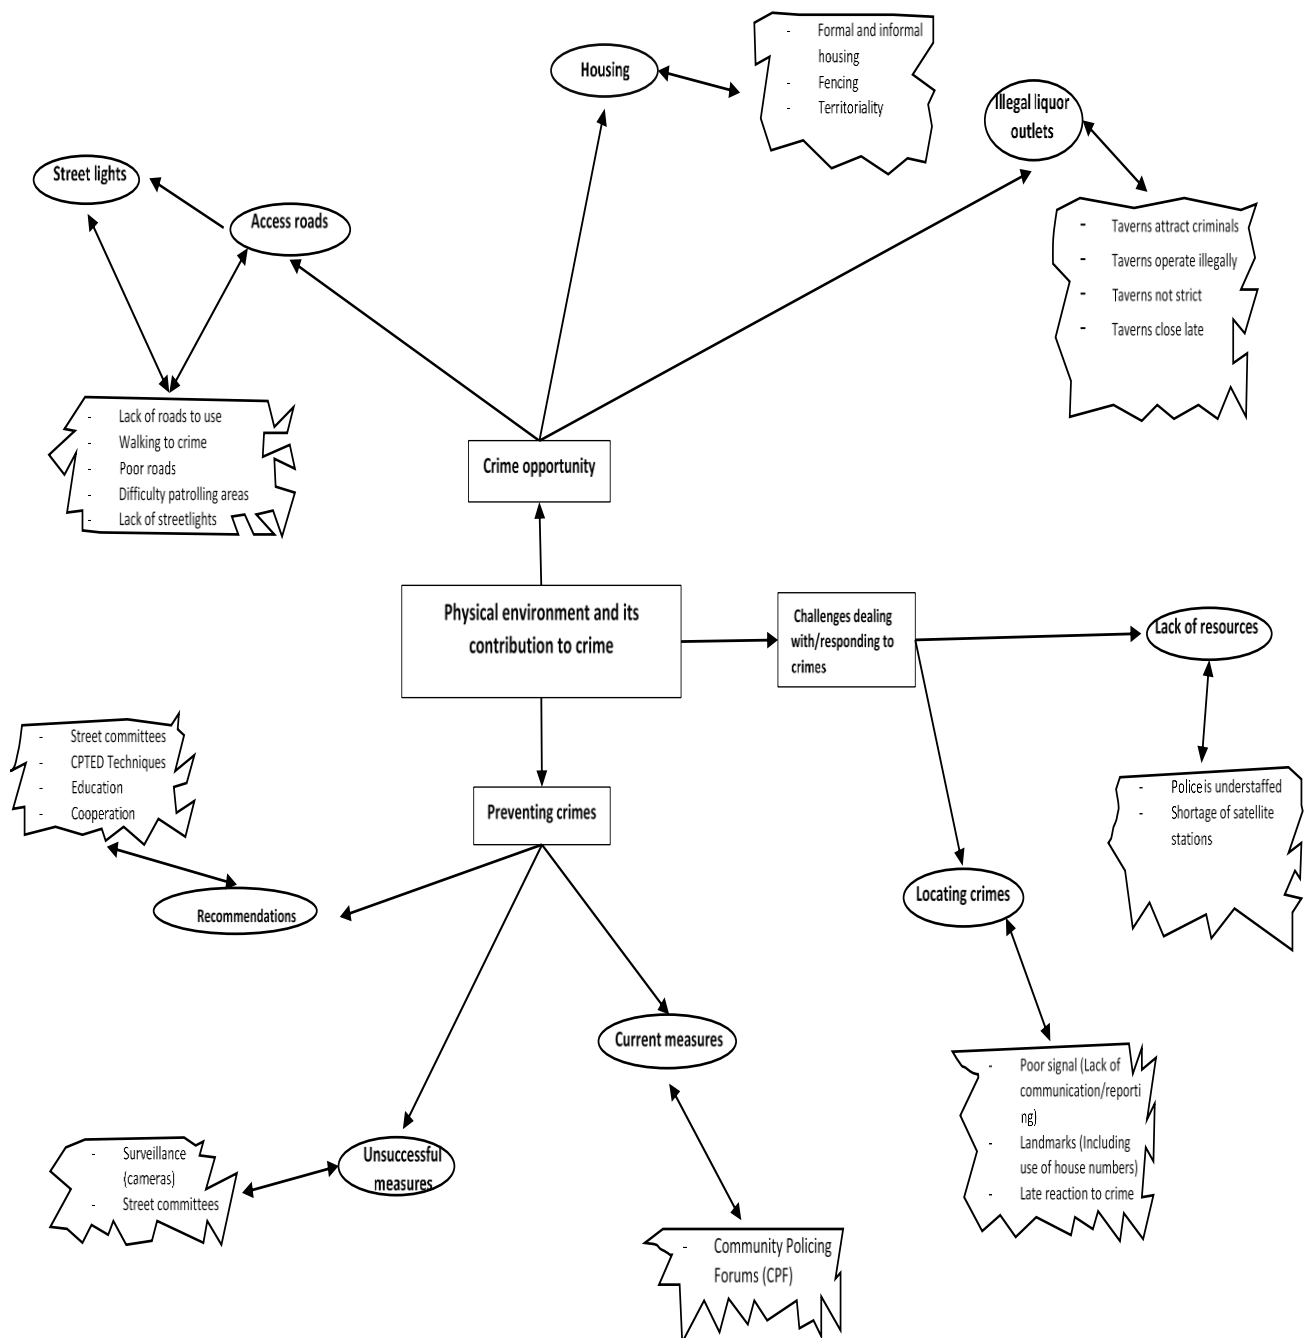 - Formal and informal
housing
- Fencing
- Territoriality
Housing
Illegal liquor
outlets
Street lights
Access roads
- Taverns attract criminals
- Taverns operate illegally
- Taverns not strict
- Taverns close late
- Lack of roads to use
- Walking to crime
- Poor roads
- Difficulty patrolling areas
- Lack of streetlights
Crime opportunity
Physical environment and its
contribution to crime
Challenges dealing
with/responding to
crimes
Lack of resources
- Street committees
- CPTED Techniques
- Education
- Cooperation
Preventing crimes
- Police is understaffed
- Shortage of satellite
stations
Recommendations
Locating crimes
Current measures
- Poor signal (Lack of
communication/reporti
ng)
- Landmarks (Including
use of house numbers)
- Late reaction to crime
- Surveillance
(cameras)
- Street committees
Unsuccessful
measures
- Community Policing
Forums (CPF)